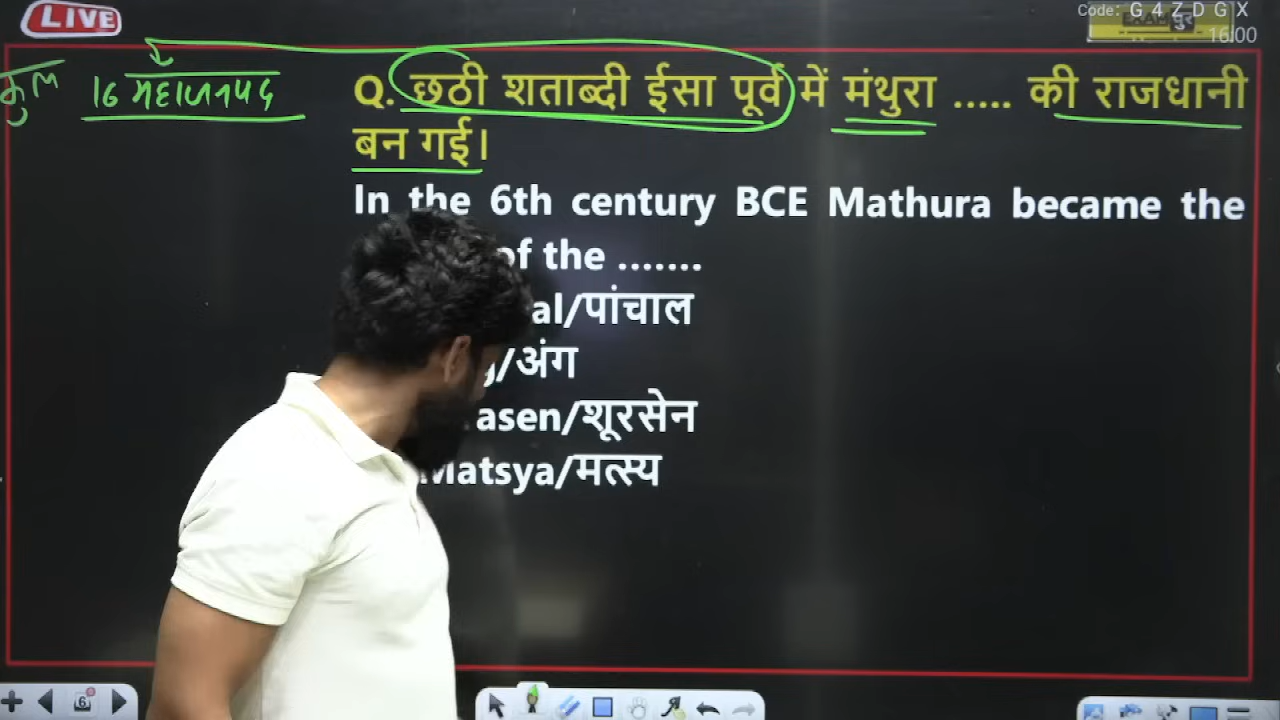 LIVE
Code: G 4 Z D G X
16:00
कुल 16 महाजनपद
Q. छठी शताब्दी ईसा पूर्व में मंथुरा ..... की राजधानी
बन गई।
In the 6th century BCE Mathura became the
of the .......
al/पांचाल
/अंग
asen/शूरसेन
Matsya/मत्स्य
6